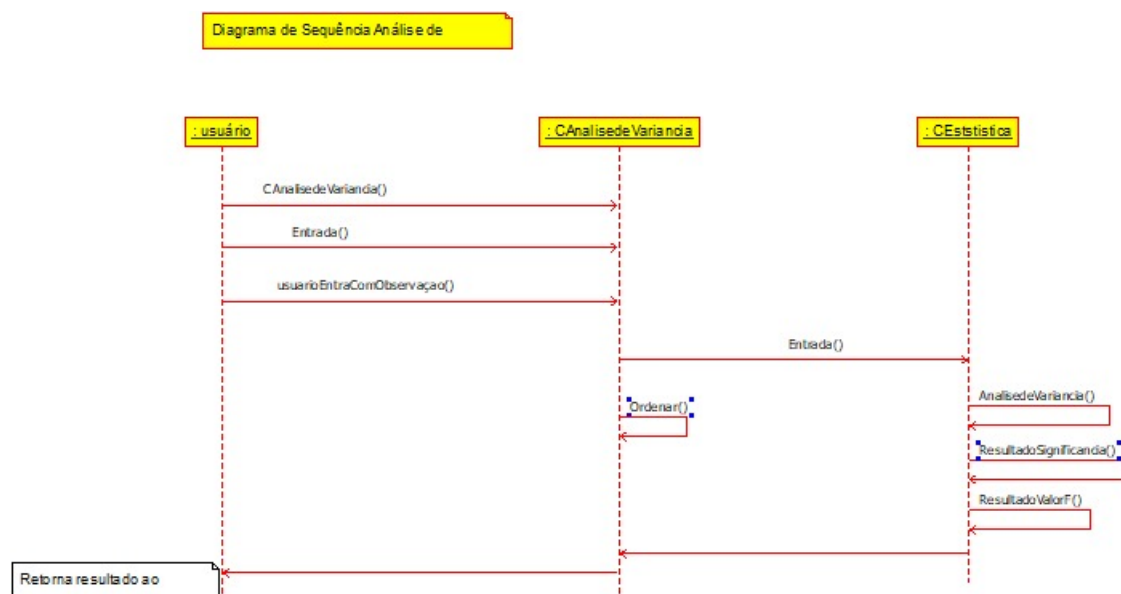 Diagrama de Sequência Análise de
: usuário
: CAnalisedeVariancia
: CEststistica
CAnalisedeVariancia()
Entrada()
usuarioEntraComObservaçao()
Entrada()
Ordenar()
AnalisedeVariancia()
ResultadoSignificancia()
ResultadoValorF()
Retorna resultado ao